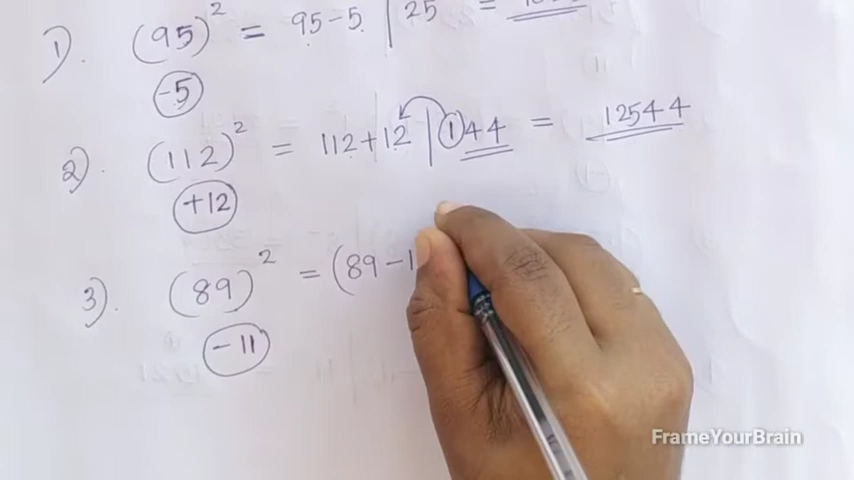 1). (95)² = 95-5 | 25 =
-5
2). (112)² = 112+12 | 144 = 12544
+12
3). (89)² = (89-1
-11
FrameYourBrain